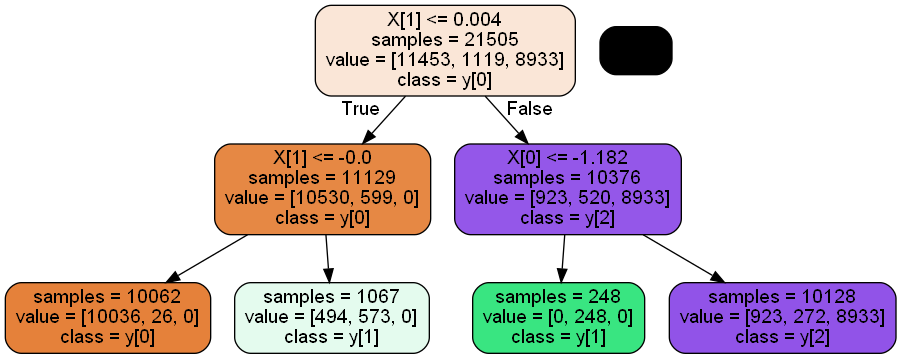 X[1] <= 0.004
samples = 21505
value = [11453, 1119, 8933]
class = y[0]
True
False
X[1] <= -0.0
samples = 11129
value = [10530, 599, 0]
class = y[0]
X[0] <= -1.182
samples = 10376
value = [923, 520, 8933]
class = y[2]
samples = 10062
value = [10036, 26, 0]
class = y[0]
samples = 1067
value = [494, 573, 0]
class = y[1]
samples = 248
value = [0, 248, 0]
class = y[1]
samples = 10128
value = [923, 272, 8933]
class = y[2]